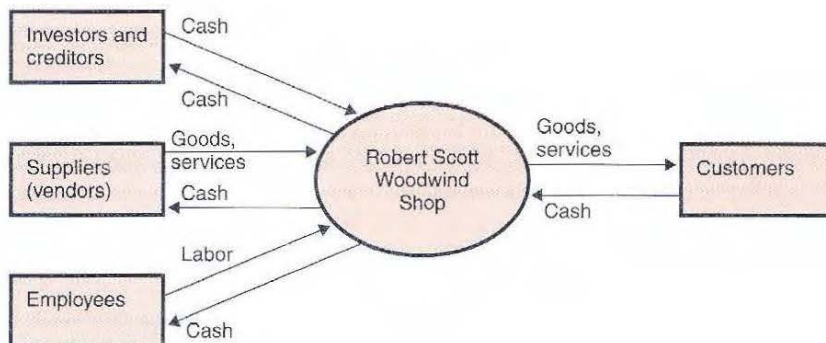 Cash
Investors and
creditors
Cash
Goods,
services
Suppliers
(vendors)
Cash
Robert Scott
Woodwind
Shop
Goods,
services
Customers
Cash
Labor
Employees
Cash